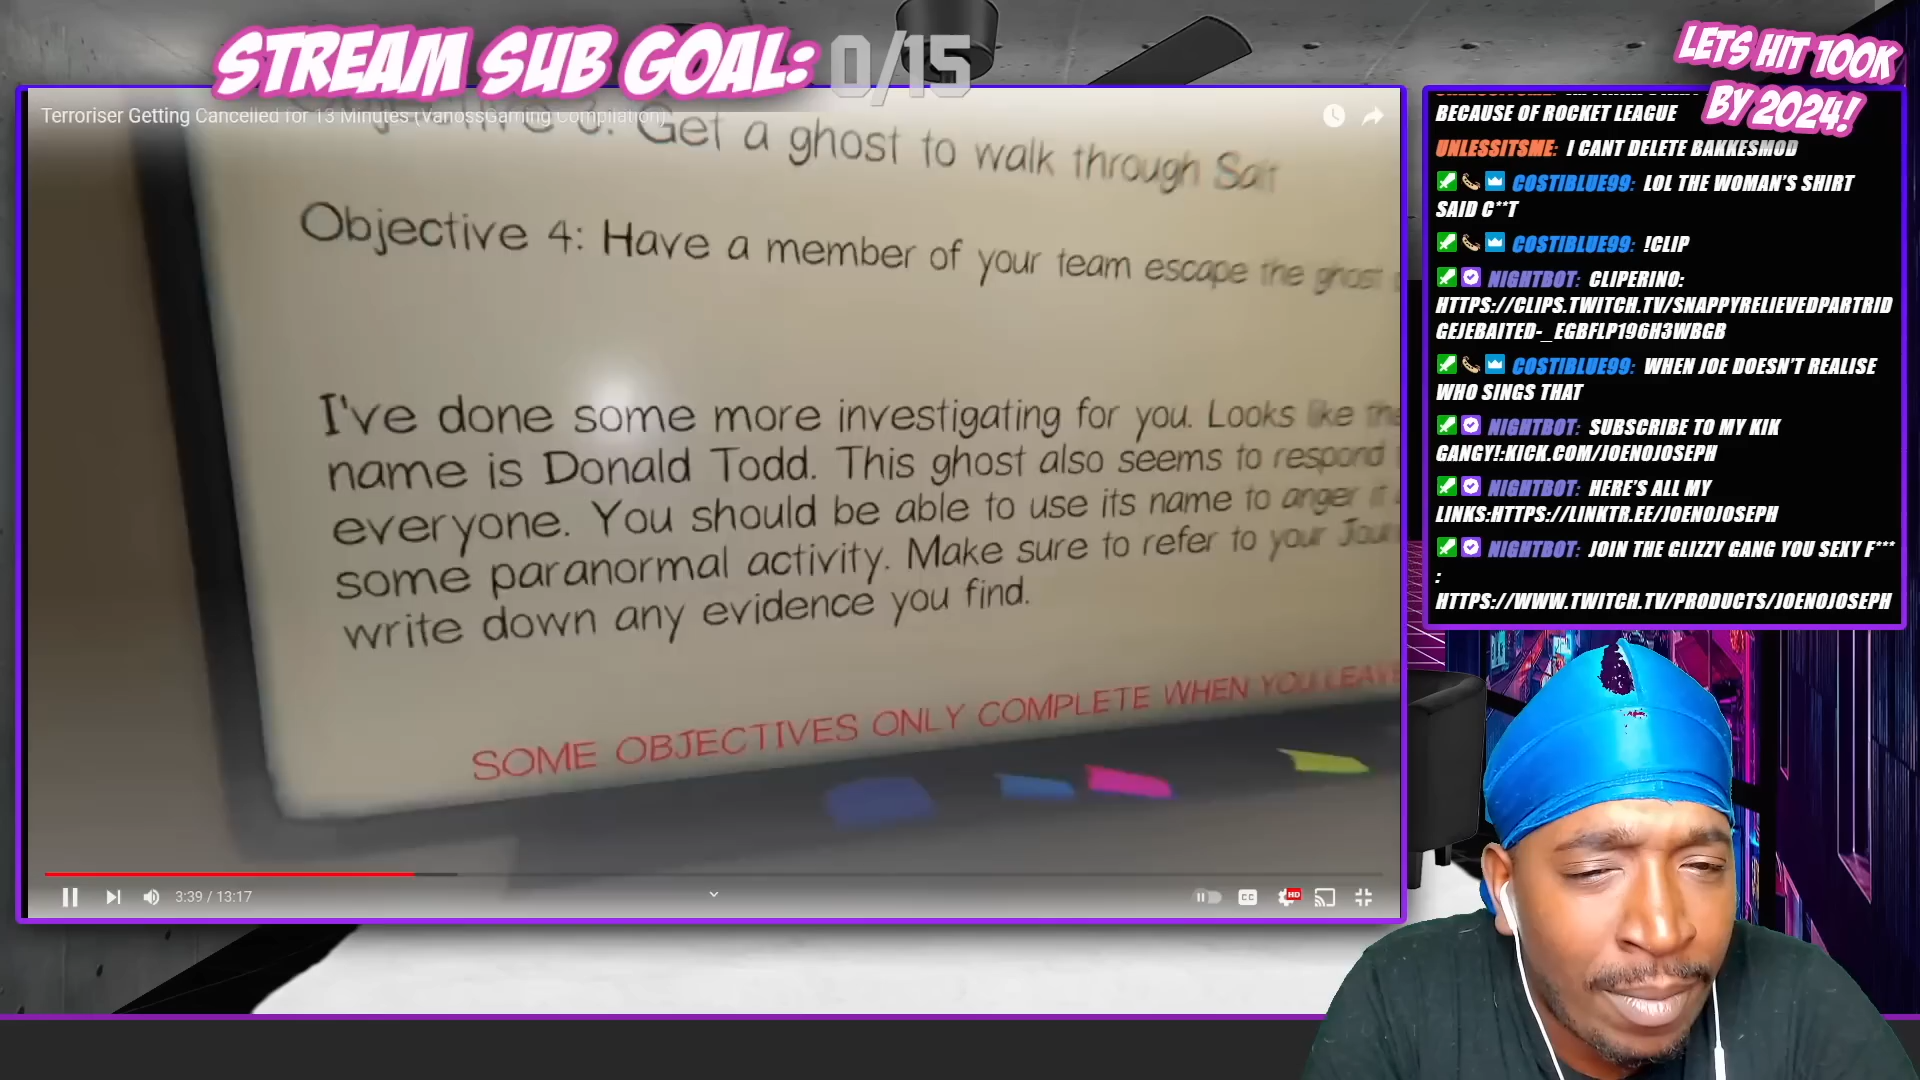 STREAM SUB GOAL: 0/15
LETS HIT 100K
BY 2024!
Terroriser Getting Cancelled for 13 Minutes (VanossGaming Compilation)
3: Get a ghost to walk through Salt
Objective 4: Have a member of your team escape the ghost
I've done some more investigating for you. Looks like the
name is Donald Todd. This ghost also seems to respond
everyone. You should be able to use its name to anger it
some paranormal activity. Make sure to refer to your
write down any evidence you find.
SOME OBJECTIVES ONLY COMPLETE WHEN YOU LEAVE
3:39 / 13:17
CC
HD
BECAUSE OF ROCKET LEAGUE
UNLESSITSME: I CANT DELETE BAKKESMOD
COSTIBLUE99: LOL THE WOMAN'S SHIRT
SAID C**T
COSTIBLUE99: !CLIP
NIGHTBOT: CLIPERINO:
HTTPS://CLIPS.TWITCH.TV/SNAPPYRELIEVEDPARTRID
GEJEBAITED-_EGBFLP196H3WBGB
COSTIBLUE99: WHEN JOE DOESN'T REALISE
WHO SINGS THAT
NIGHTBOT: SUBSCRIBE TO MY KIK
GANGY!:KICK.COM/JOENOJOSEPH
NIGHTBOT: HERE'S ALL MY
LINKS:HTTPS://LINKTR.EE/JOENOJOSEPH
NIGHTBOT: JOIN THE GLIZZY GANG YOU SEXY F***
:
HTTPS://WWW.TWITCH.TV/PRODUCTS/JOENOJOSEPH